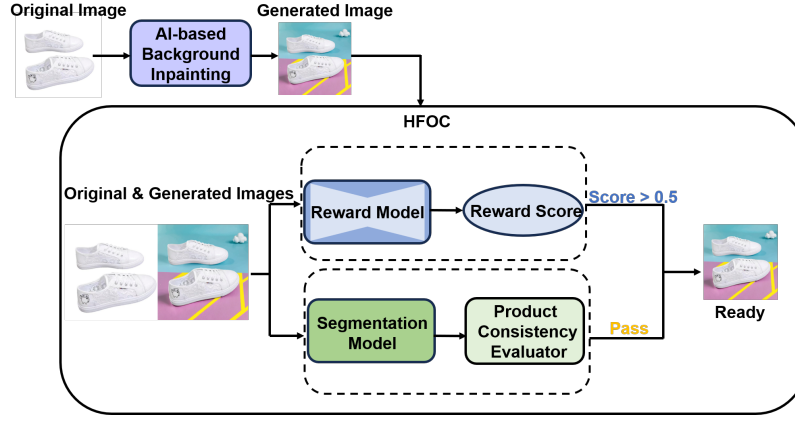 Original Image
AI-based
Background
Inpainting
Generated Image
HFOC
Original & Generated Images
Reward Model
Reward Score
Score > 0.5
Segmentation
Model
Product
Consistency
Evaluator
Pass
Ready